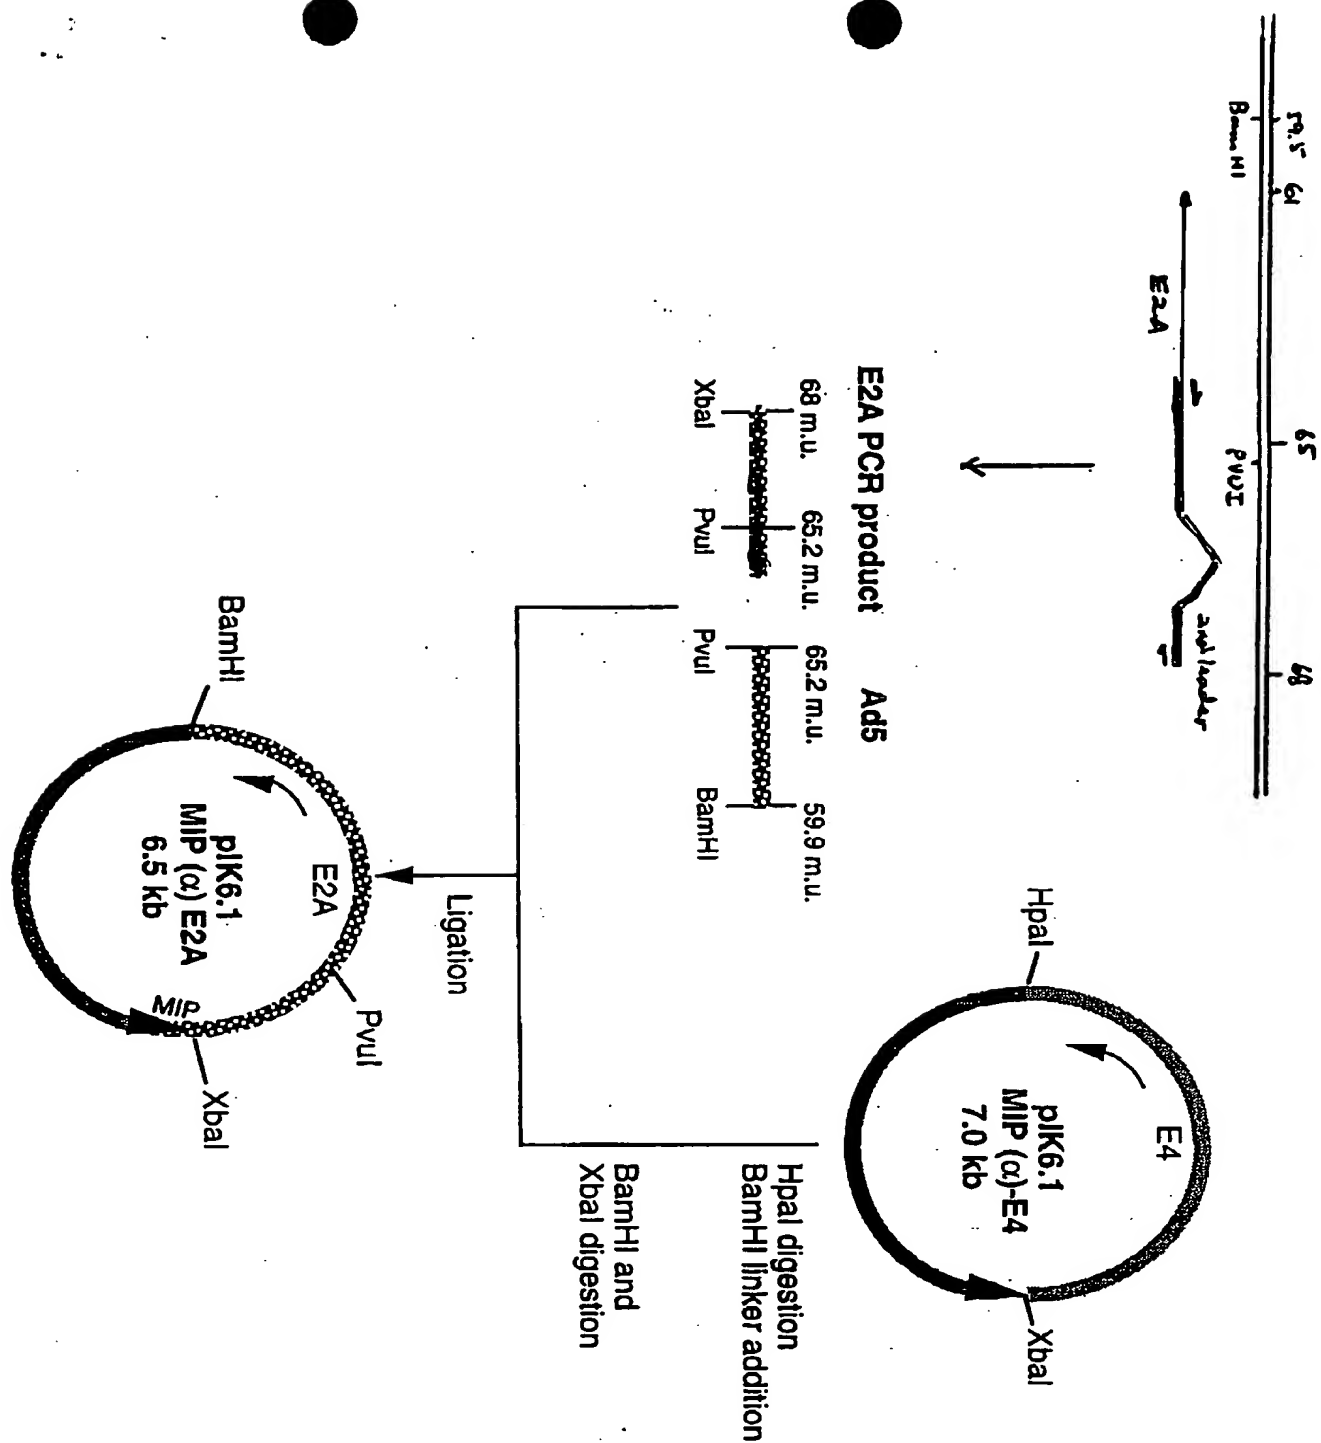 59.5 61 65 68
BamHI PVUI
E2A
2nd leader
E2A PCR product Ad5
68 m.u. 65.2 m.u. 65.2 m.u. 59.9 m.u.
XbaI PvuI PvuI BamHI
HpaI
E4
pIK6.1
MIP (α)-E4
7.0 kb
XbaI
HpaI digestion
BamHI linker addition
BamHI and
XbaI digestion
Ligation
BamHI
E2A
pIK6.1
MIP (α) E2A
6.5 kb
PvuI
MIP
XbaI